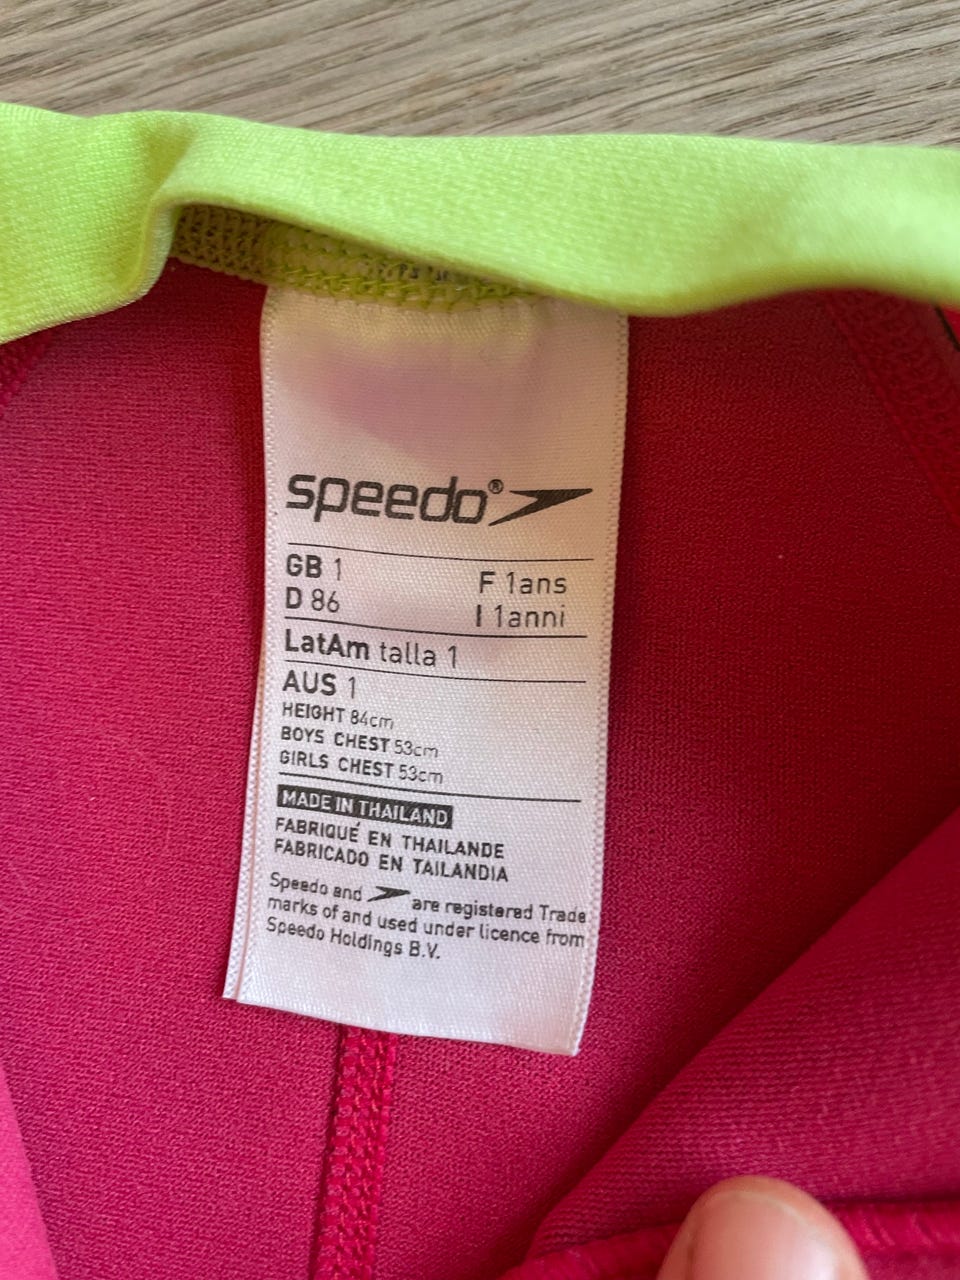 speedo®
GB 1 F 1ans
D 86 I 1anni
LatAm talla 1
AUS 1
HEIGHT 84cm
BOYS CHEST 53cm
GIRLS CHEST 53cm
MADE IN THAILAND
FABRIQUÉ EN THAILANDE
FABRICADO EN TAILANDIA
Speedo and are registered Trade
marks of and used under licence from
Speedo Holdings B.V.